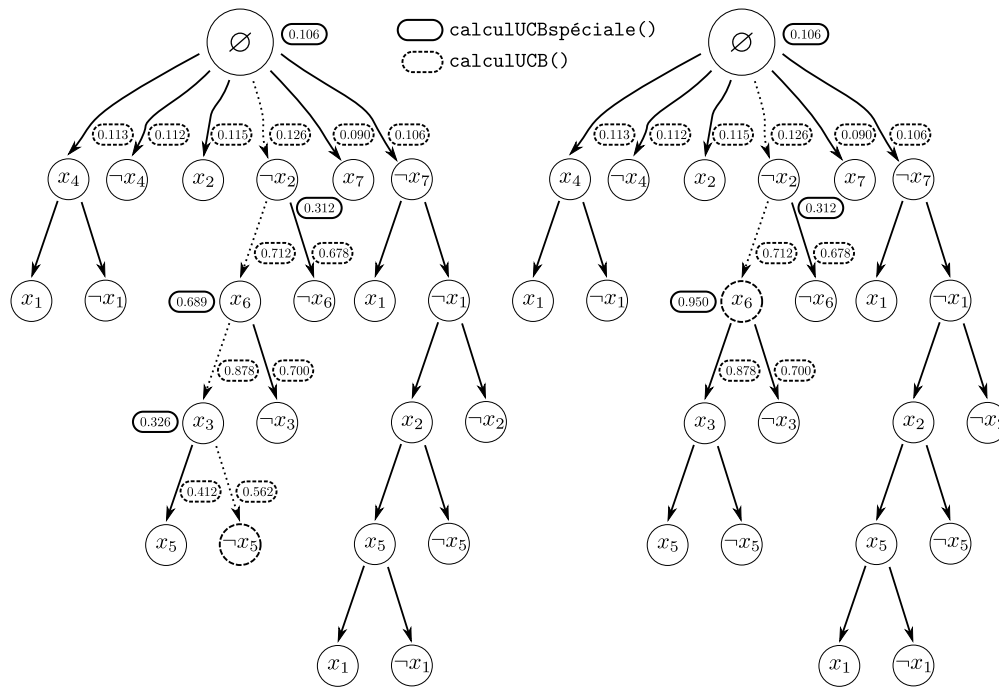 ∅ 0.106 calculUCBspéciale() ∅ 0.106
calculUCB()
0.113 0.112 0.115 0.126 0.090 0.106 0.113 0.112 0.115 0.126 0.090 0.106
x4 ¬x4 x2 ¬x2 x7 ¬x7 x4 ¬x4 x2 ¬x2 x7 ¬x7
0.312 0.312
0.712 0.678 0.712 0.678
x1 ¬x1 0.689 x6 ¬x6 x1 ¬x1 x1 ¬x1 0.950 x6 ¬x6 x1 ¬x1
0.878 0.700 0.878 0.700
0.326 x3 ¬x3 x2 ¬x2 x3 ¬x3 x2 ¬x2
0.412 0.562
x5 ¬x5 x5 ¬x5 x5 ¬x5 x5 ¬x5
x1 ¬x1 x1 ¬x1